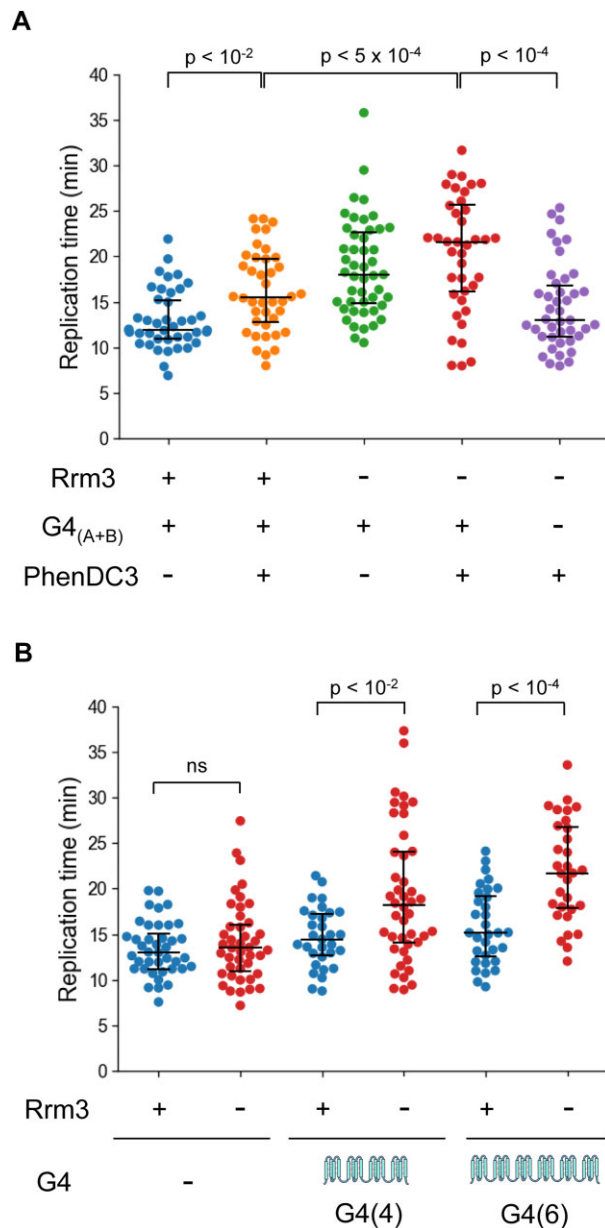 A
p < 10-2 p < 5 x 10-4 p < 10-4
40
35
30
25
20
15
10
5
0
Replication time (min)
Rrm3 + + - - -
G4(A+B) + + + + -
PhenDC3 - + - + +
B
p < 10-2 p < 10-4
ns
40
35
30
25
20
15
10
5
0
Replication time (min)
Rrm3 + - + - + -
G4 -
G4(4) G4(6)